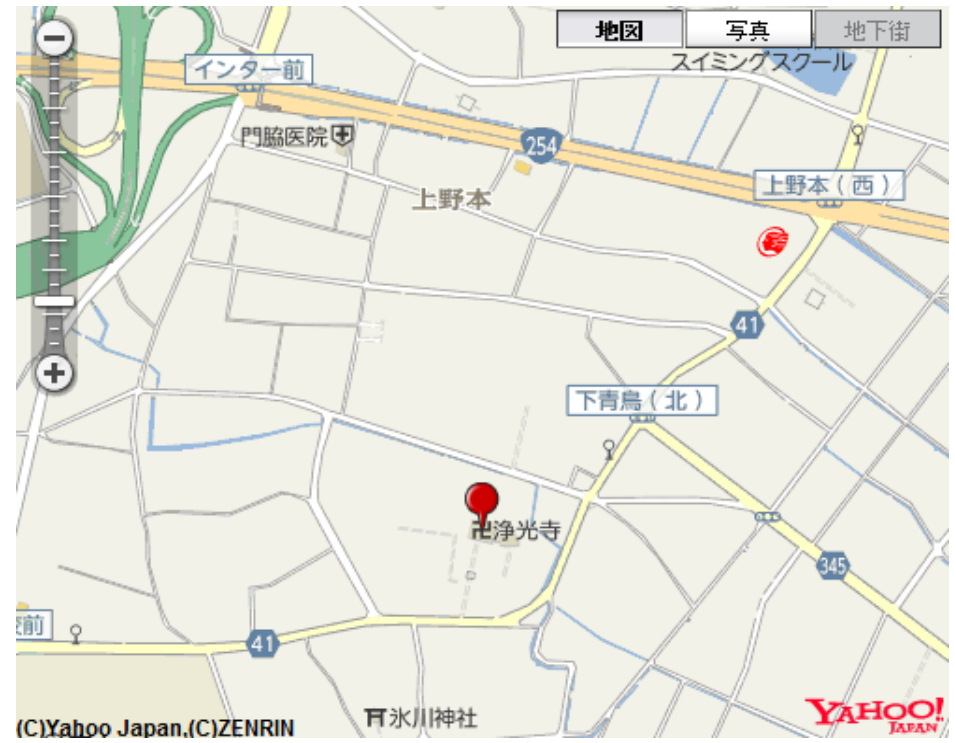 地図 写真 地下街
スイミングスクール
インター前
門脇医院
254
上野本
上野本(西)
41
下青鳥(北)
卍浄光寺
345
前
41
氷川神社
(C)Yahoo Japan,(C)ZENRIN
YAHOO!
JAPAN